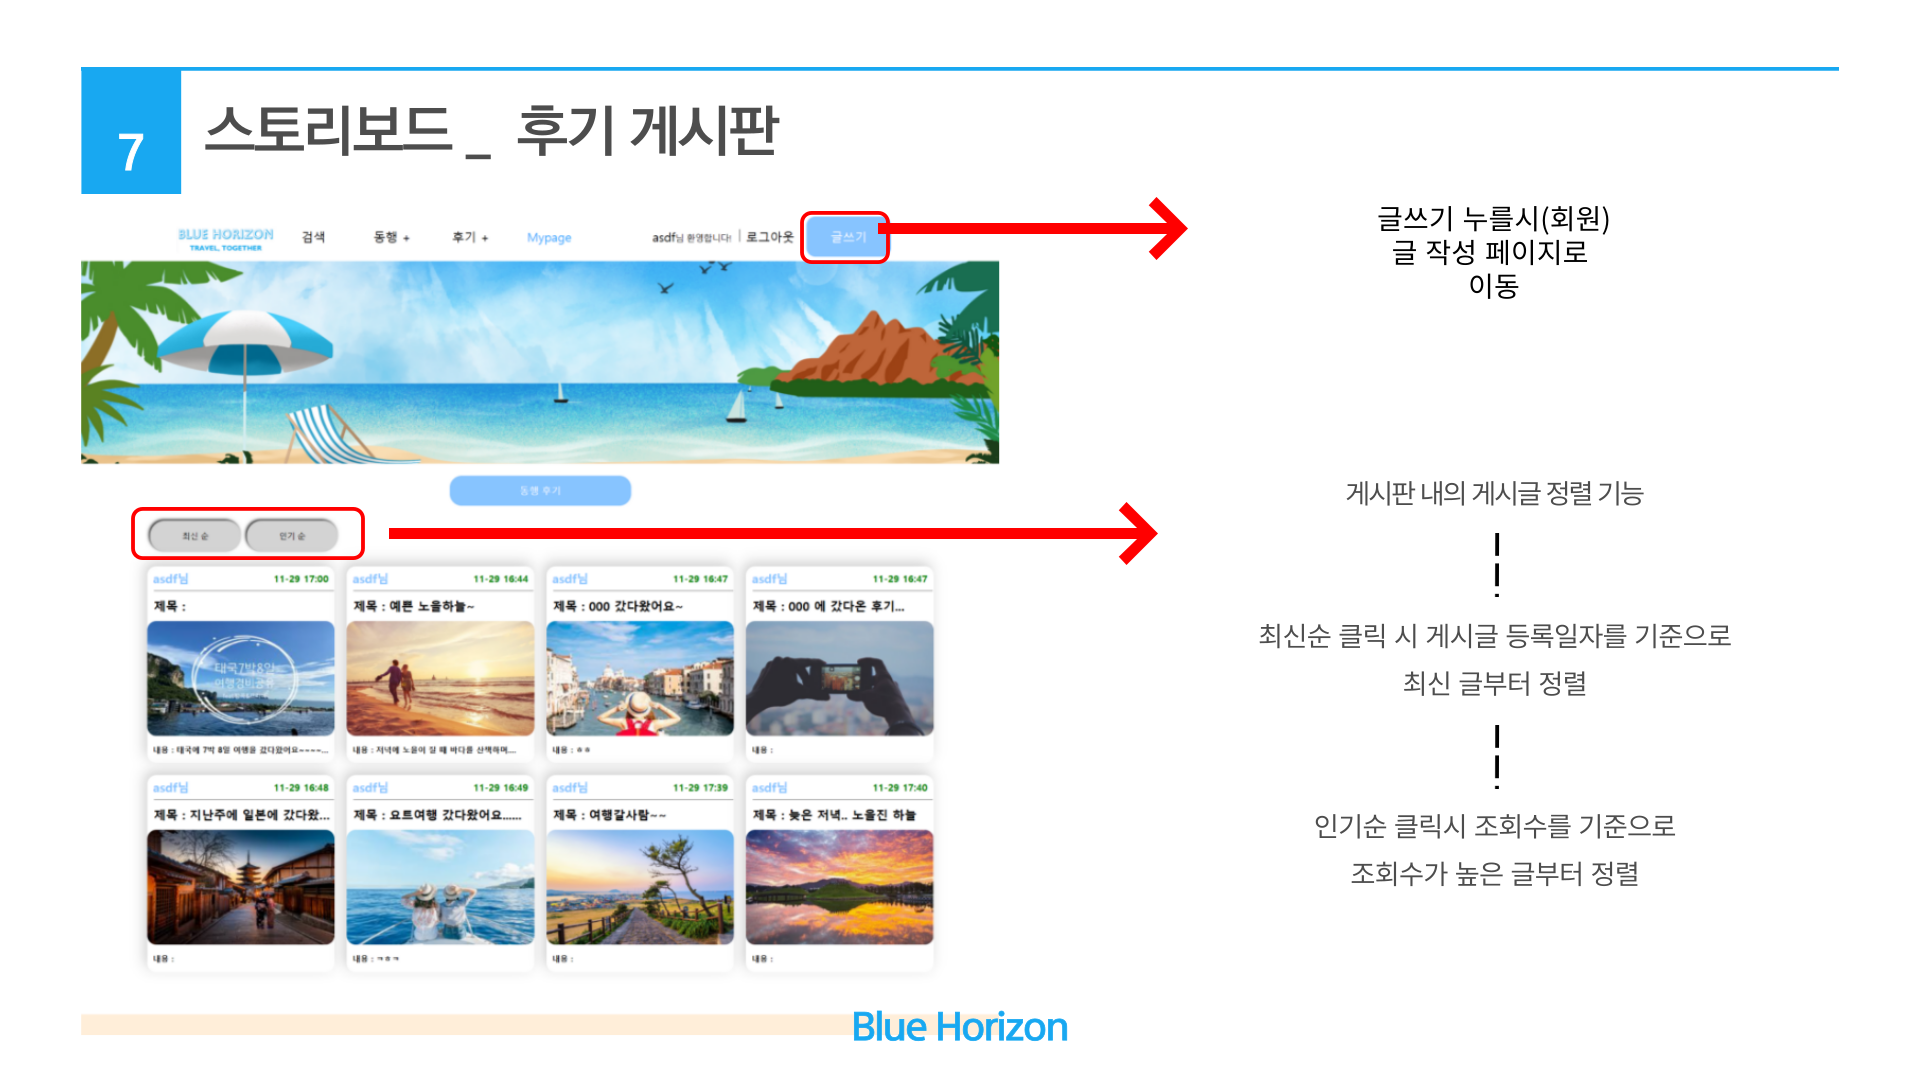 7
스토리보드 _ 후기 게시판
BLUE HORIZON
TRAVEL, TOGETHER
검색
동행 +
후기 +
Mypage
asdf님 환영합니다!
로그아웃
글쓰기
글쓰기 누를시(회원)
글 작성 페이지로
이동
동행 후기
최신 순
인기 순
게시판 내의 게시글 정렬 기능
최신순 클릭 시 게시글 등록일자를 기준으로
최신 글부터 정렬
인기순 클릭시 조회수를 기준으로
조회수가 높은 글부터 정렬
asdf님 11-29 17:00
제목 :
태국7박8일
여행경비공유
내용 : 태국에 7박 8일 여행을 갔다왔어요~~~~...
asdf님 11-29 16:44
제목 : 예쁜 노을하늘~
내용 : 저녁에 노을이 질 때 바다를 산책하며...
asdf님 11-29 16:47
제목 : 000 갔다왔어요~
내용 : ㅎㅎ
asdf님 11-29 16:47
제목 : 000 에 갔다온 후기...
내용 :
asdf님 11-29 16:48
제목 : 지난주에 일본에 갔다왔...
내용 :
asdf님 11-29 16:49
제목 : 요트여행 갔다왔어요......
내용 : ㅋㅎㅋ
asdf님 11-29 17:39
제목 : 여행갈사람~~
내용 :
asdf님 11-29 17:40
제목 : 늦은 저녁.. 노을진 하늘
내용 :
Blue Horizon